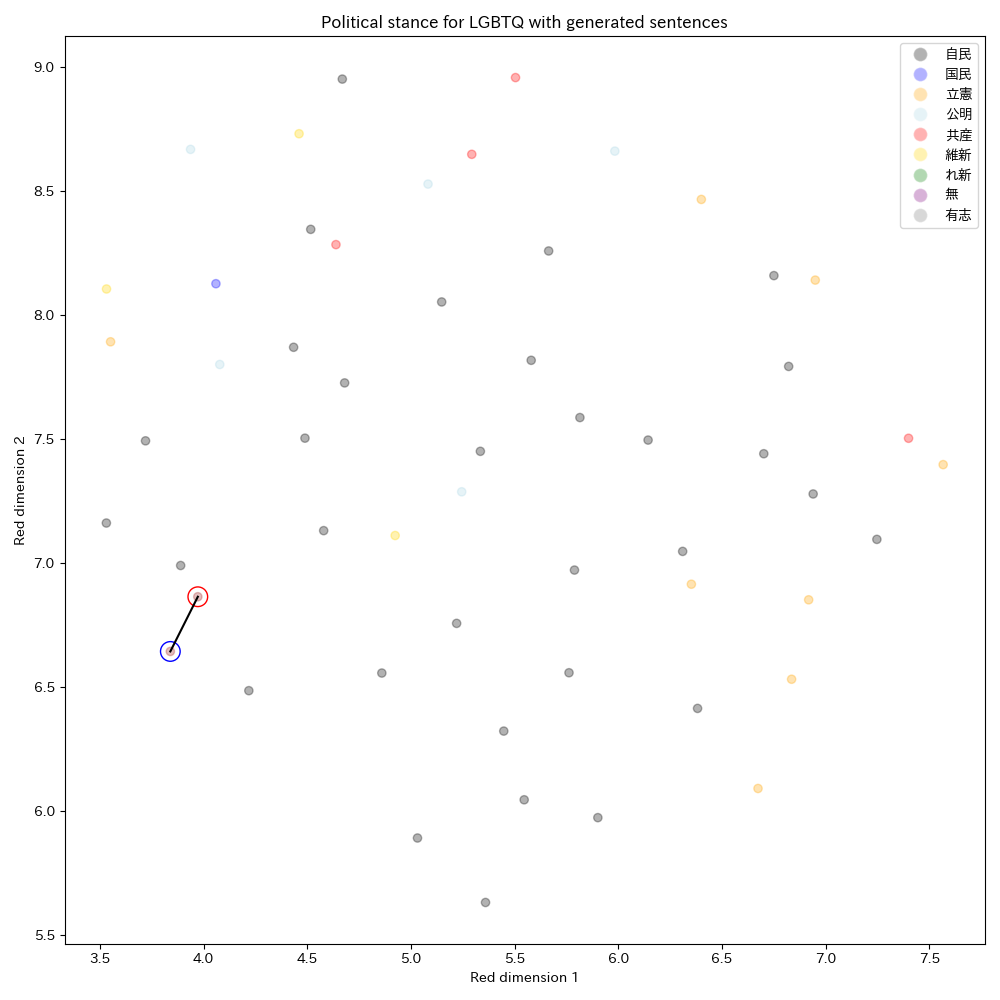 Political stance for LGBTQ with generated sentences
自民
国民
立憲
公明
共産
維新
れ新
無
有志
9.0
8.5
8.0
7.5
7.0
6.5
6.0
5.5
Red dimension 2
3.5 4.0 4.5 5.0 5.5 6.0 6.5 7.0 7.5
Red dimension 1